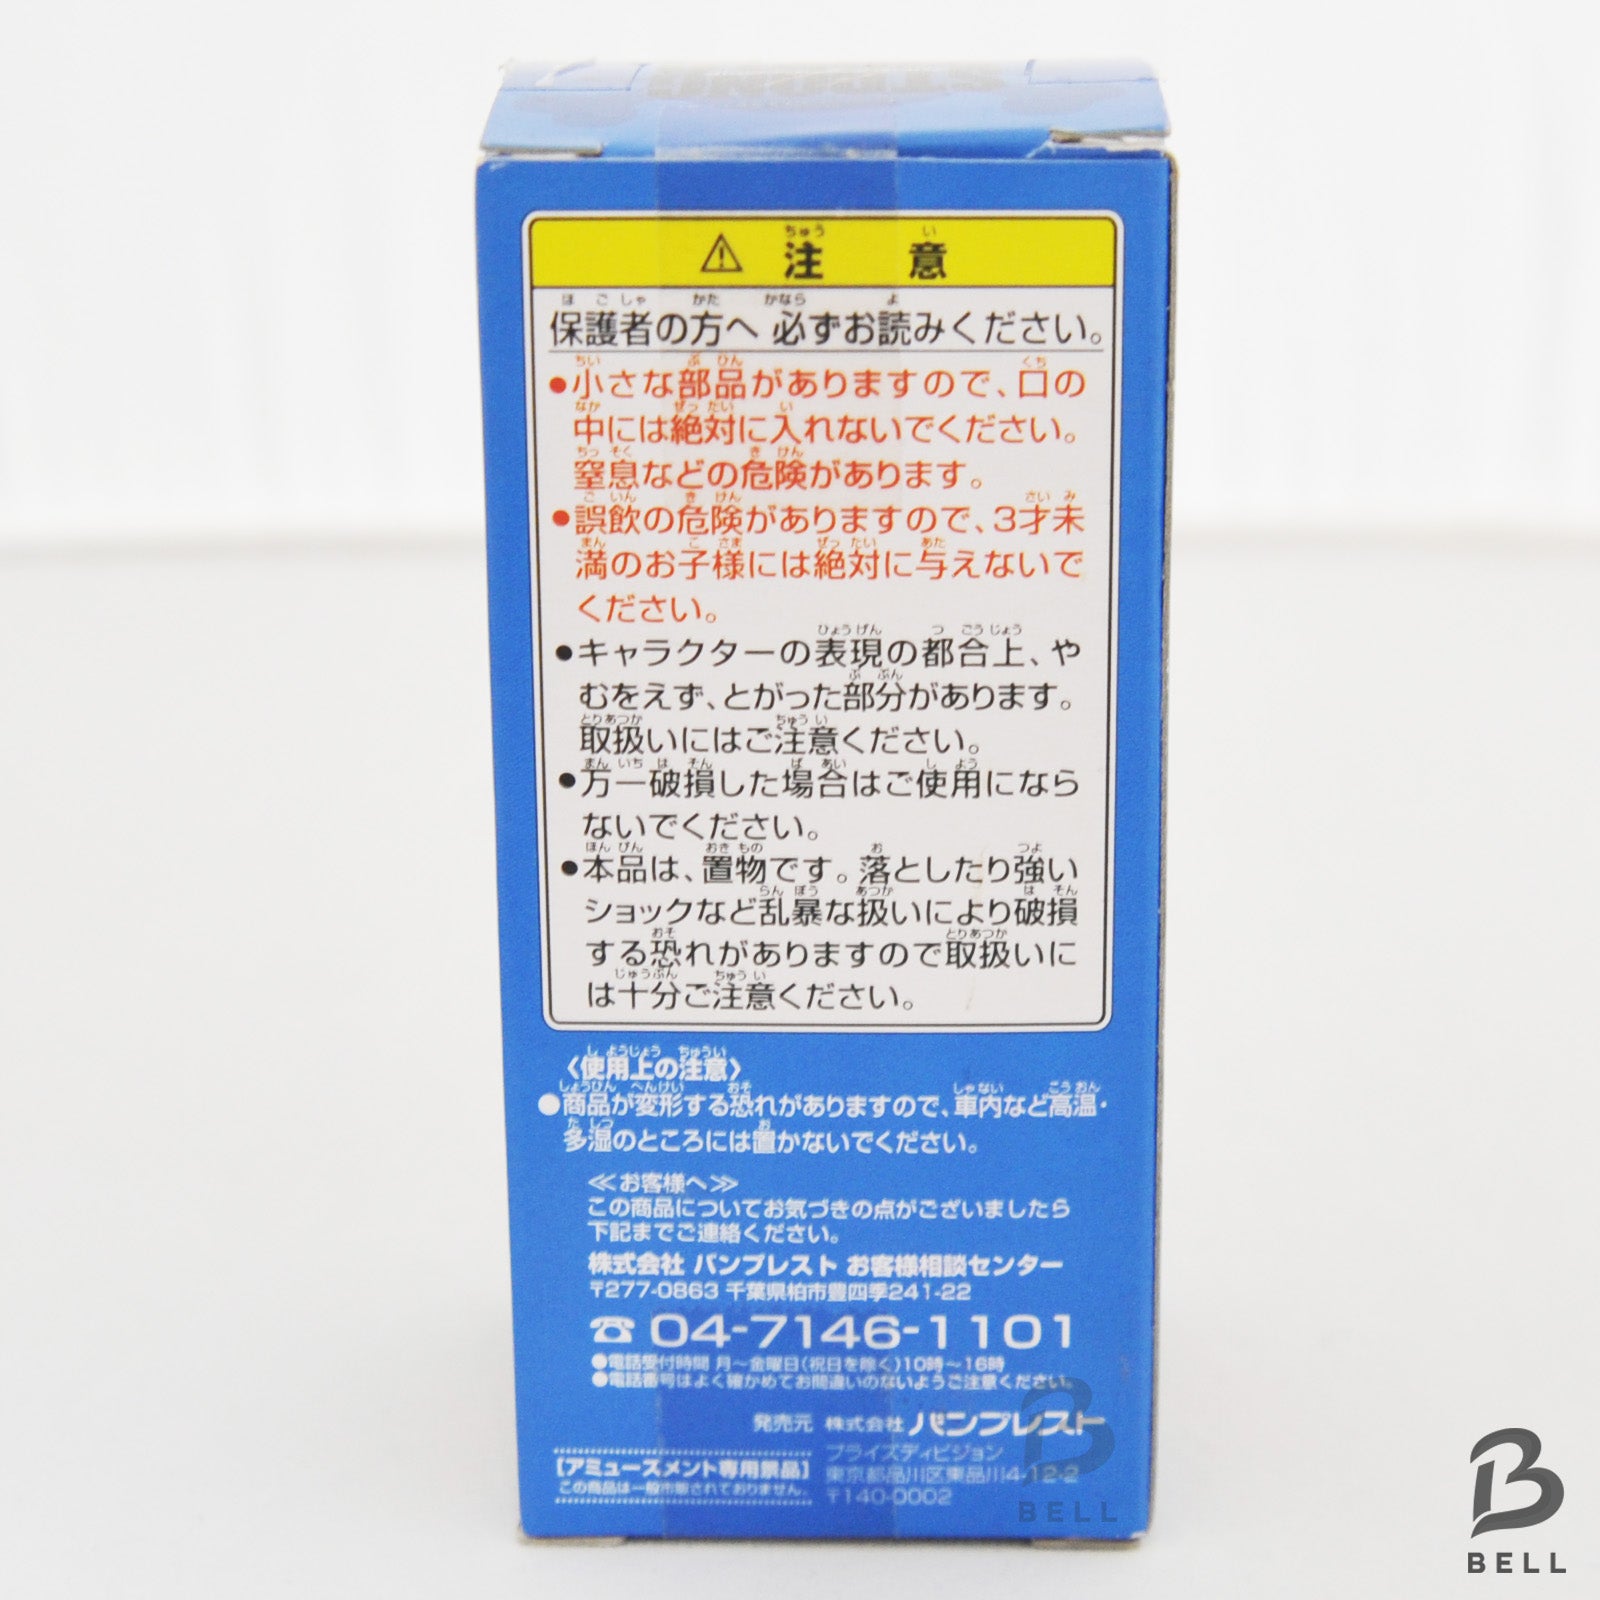 ⚠ 注意
保護者の方へ 必ずお読みください。
●小さな部品がありますので、口の
中には絶対に入れないでください。
窒息などの危険があります。
●誤飲の危険がありますので、3才未
満のお子様には絶対に与えないで
ください。
●キャラクターの表現の都合上、や
むをえず、とがった部分があります。
取扱いにはご注意ください。
●万一破損した場合はご使用になら
ないでください。
●本品は、置物です。落としたり強い
ショックなど乱暴な扱いにより破損
する恐れがありますので取扱いに
は十分ご注意ください。
〈使用上の注意〉
●商品が変形する恐れがありますので、車内など高温・
多湿のところには置かないでください。
≪お客様へ≫
この商品についてお気づきの点がございましたら
下記までご連絡ください。
株式会社 バンプレスト お客様相談センター
〒277-0863 千葉県柏市豊四季241-22
☎ 04-7146-1101
●電話受付時間 月～金曜日(祝日を除く)10時～16時
●電話番号はよく確かめてお間違いのないようご注意ください。
発売元 株式会社 バンプレスト
プライズディビジョン
東京都品川区東品川4-12-2
〒140-0002
[アミューズメント専用景品]
この商品は一般市販されておりません。
BELL
BELL